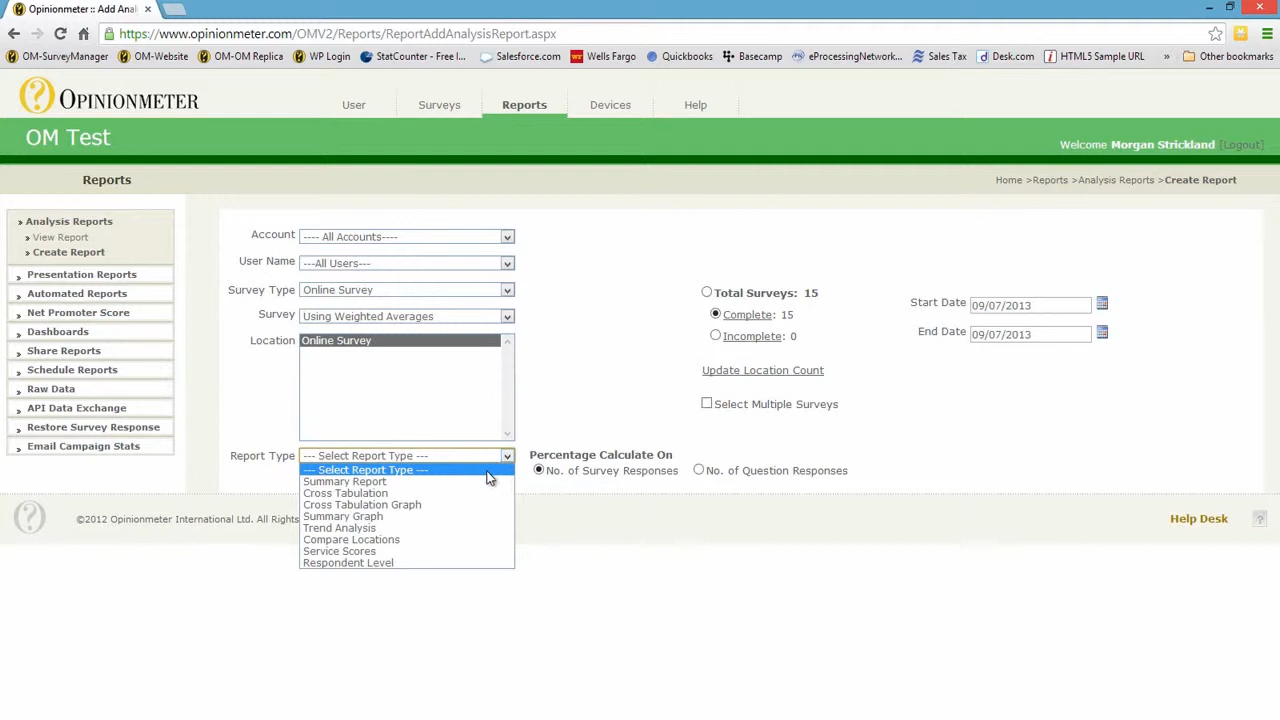 Opinionmeter :: Add Anal
https://www.opinionmeter.com/OMV2/Reports/ReportAddAnalysisReport.aspx
OM-SurveyManager OM-Website OM-OM Replica WP Login StatCounter - Free I... Salesforce.com Wells Fargo Quickbooks Basecamp eProcessingNetwork... Sales Tax Desk.com HTML5 Sample URL » Other bookmarks
OPINIONMETER
User Surveys Reports Devices Help
OM Test
Welcome Morgan Strickland [Logout]
Reports
Home >Reports >Analysis Reports >Create Report
Analysis Reports
View Report
Create Report
Presentation Reports
Automated Reports
Net Promoter Score
Dashboards
Share Reports
Schedule Reports
Raw Data
API Data Exchange
Restore Survey Response
Email Campaign Stats
Account ---- All Accounts----
User Name ---All Users---
Survey Type Online Survey
Survey Using Weighted Averages
Location Online Survey
Total Surveys: 15
Complete: 15
Incomplete: 0
Update Location Count
Select Multiple Surveys
Start Date 09/07/2013
End Date 09/07/2013
Report Type --- Select Report Type ---
--- Select Report Type ---
Summary Report
Cross Tabulation
Cross Tabulation Graph
Summary Graph
Trend Analysis
Compare Locations
Service Scores
Respondent Level
Percentage Calculate On
No. of Survey Responses No. of Question Responses
©2012 Opinionmeter International Ltd. All Rights
Help Desk ?